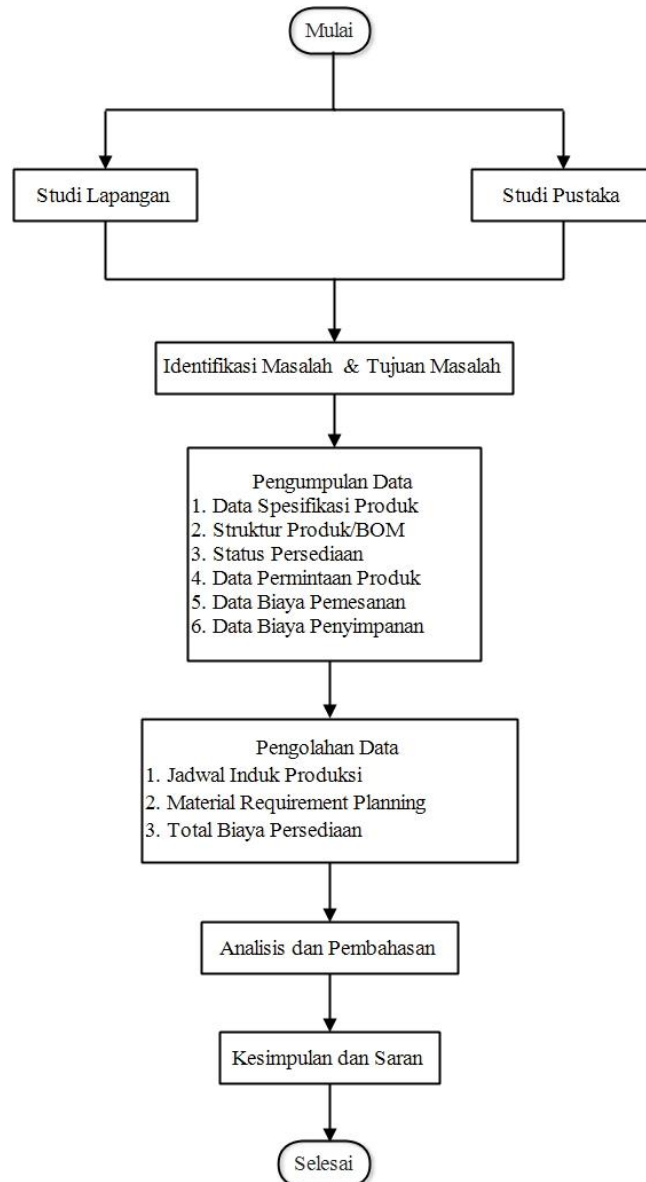 Mulai
Studi Lapangan
Studi Pustaka
Identifikasi Masalah & Tujuan Masalah
Pengumpulan Data
1. Data Spesifikasi Produk
2. Struktur Produk/BOM
3. Status Persediaan
4. Data Permintaan Produk
5. Data Biaya Pemesanan
6. Data Biaya Penyimpanan
Pengolahan Data
1. Jadwal Induk Produksi
2. Material Requirement Planning
3. Total Biaya Persediaan
Analisis dan Pembahasan
Kesimpulan dan Saran
Selesai